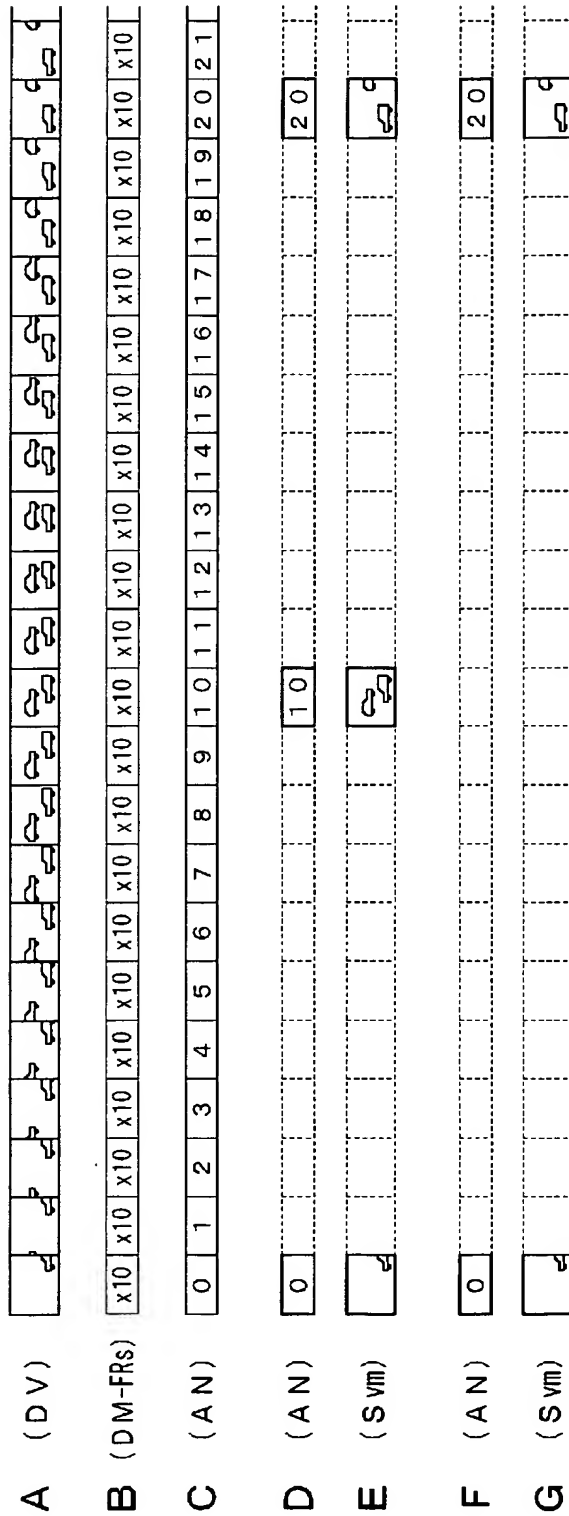 A (DV)
B (DM-FRs) x10 x10 x10 x10 x10 x10 x10 x10 x10 x10 x10 x10 x10 x10 x10 x10 x10 x10 x10 x10 x10 x10
C (AN) 0 1 2 3 4 5 6 7 8 9 10 11 12 13 14 15 16 17 18 19 20 21
D (AN) 0 10 20
E (Svm)
F (AN) 0 20
G (Svm)